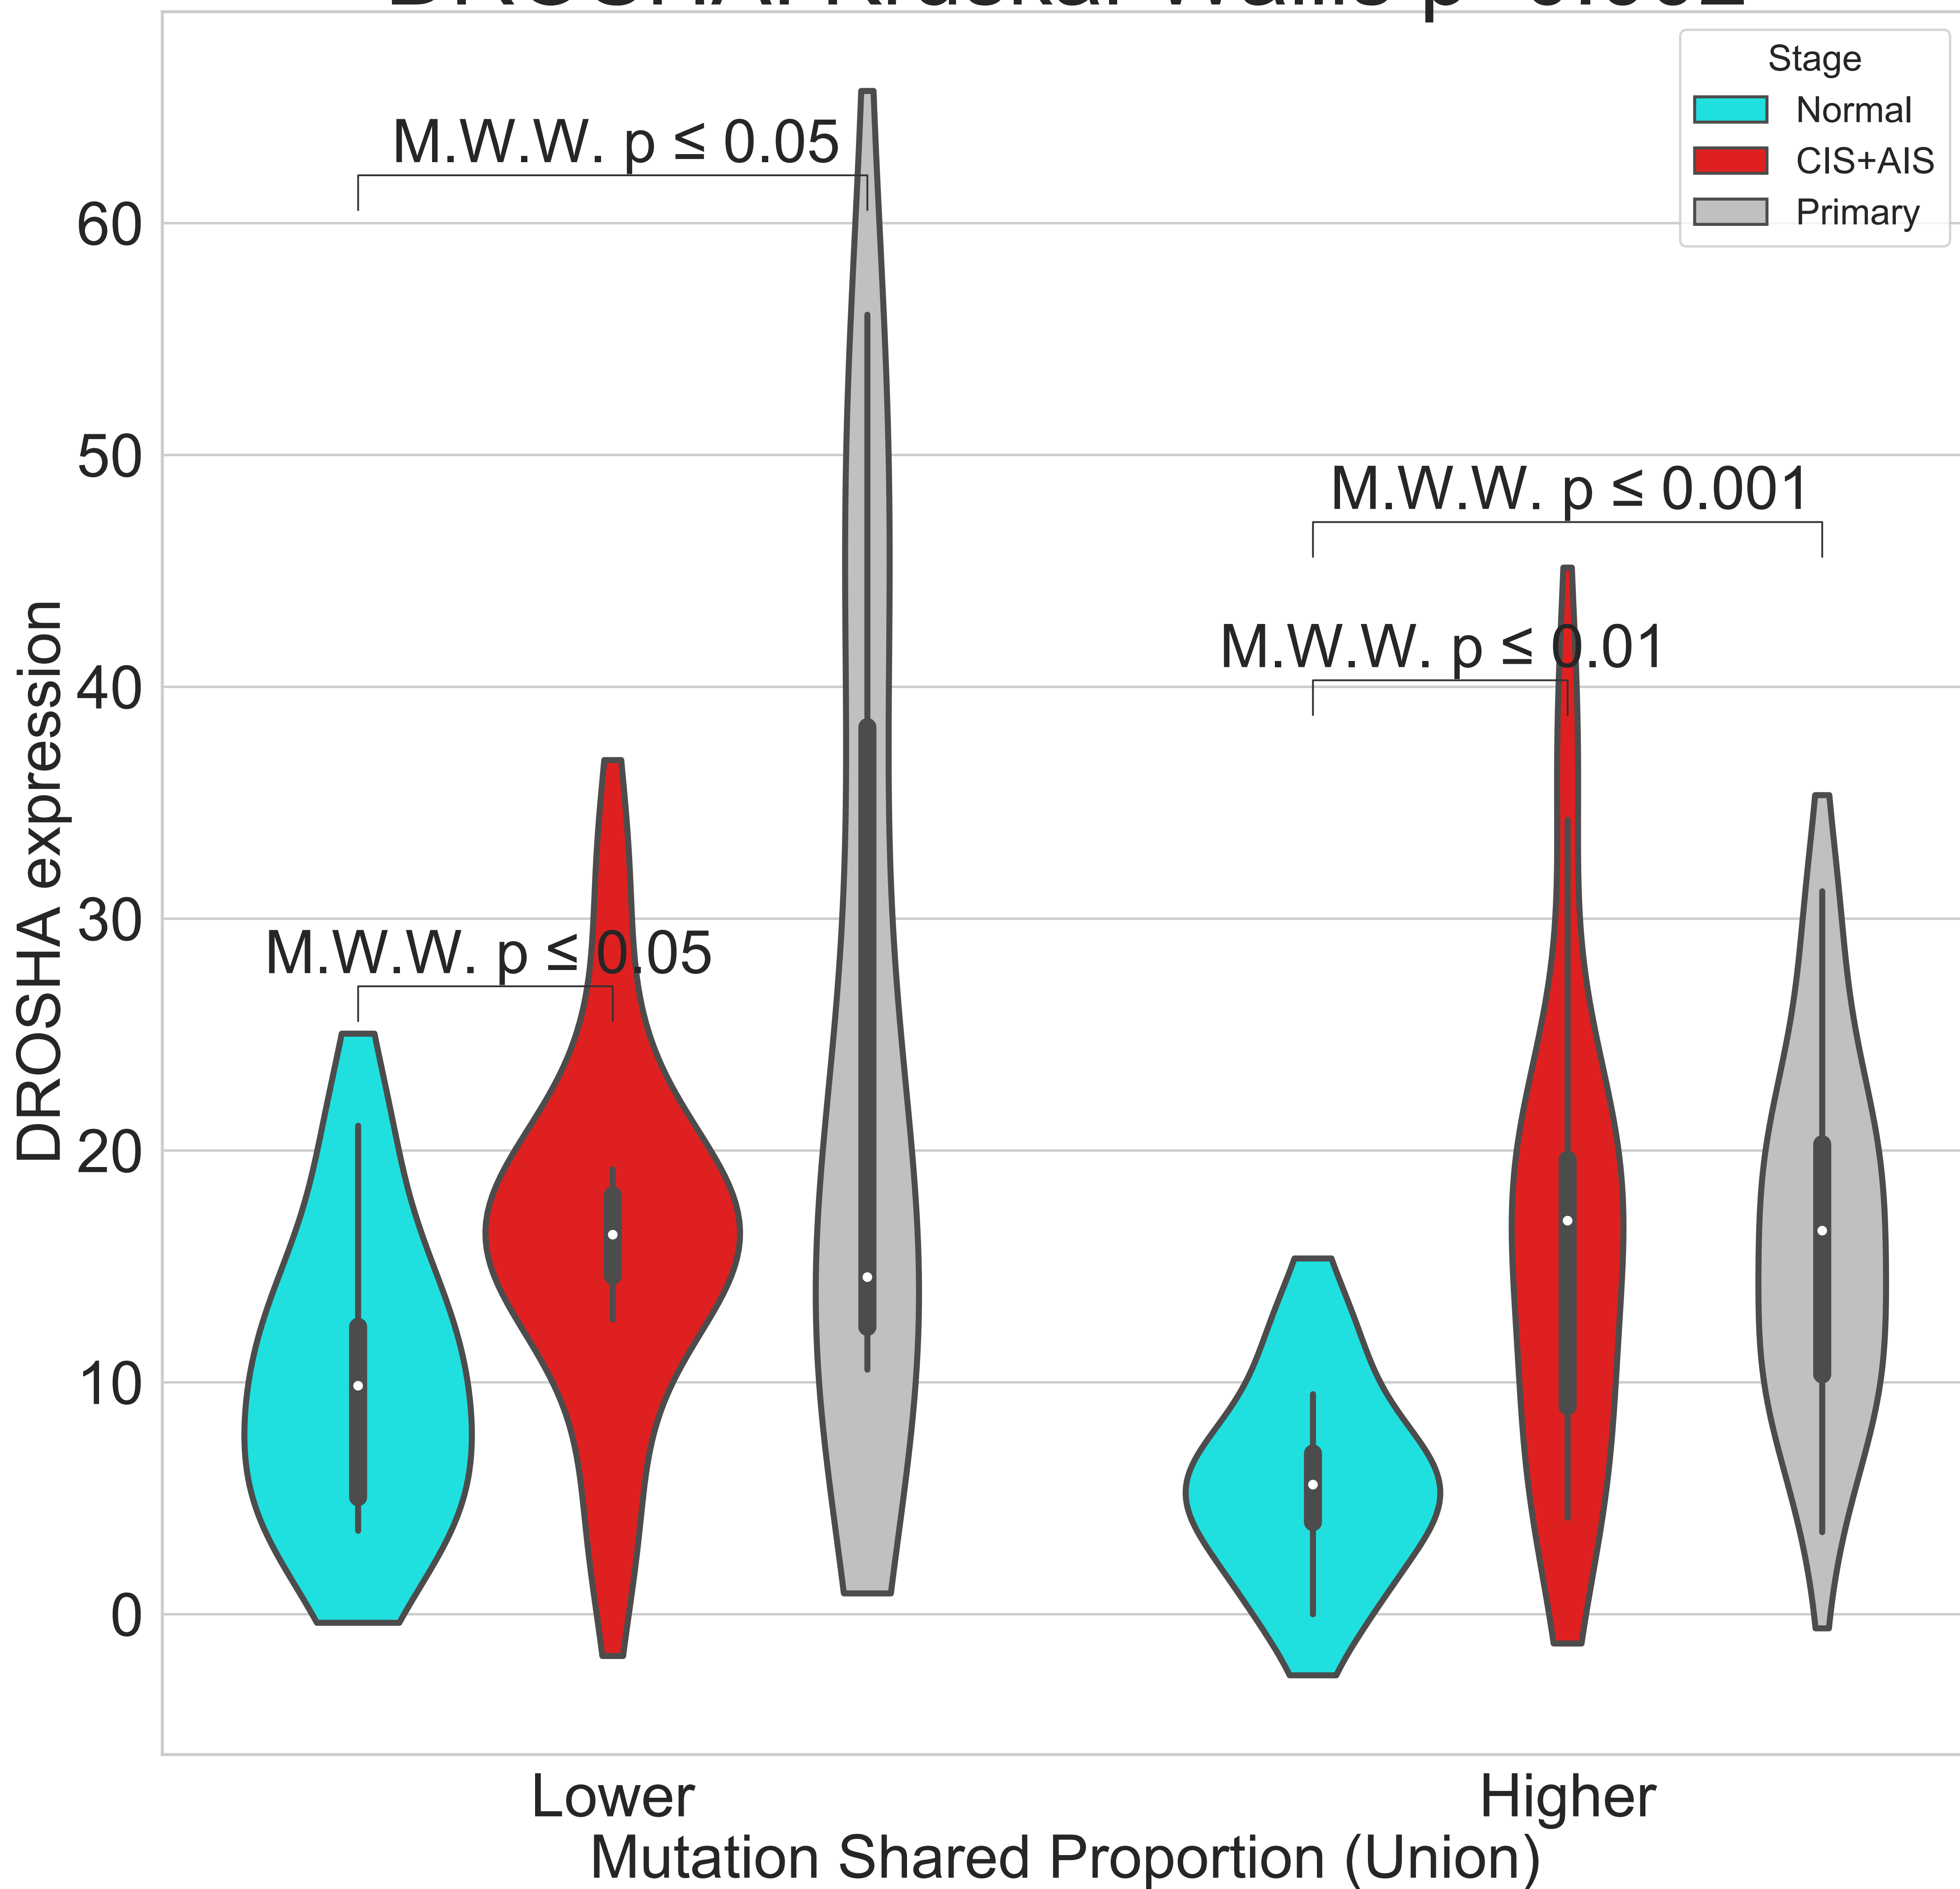 Stage
Normal
CIS+AIS
Primary
M.W.W. p ≤ 0.05
M.W.W. p ≤ 0.001
M.W.W. p ≤ 0.01
M.W.W. p ≤ 0.05
60
50
40
30
20
10
0
DROSHA expression
Lower
Higher
Mutation Shared Proportion (Union)